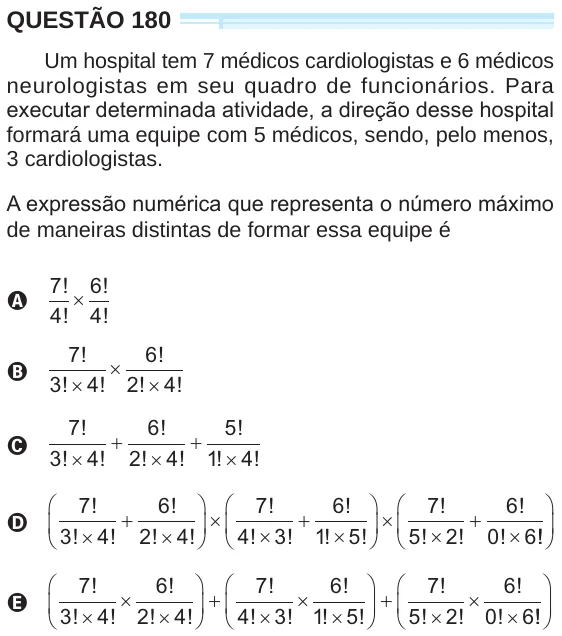 QUESTÃO 180
Um hospital tem 7 médicos cardiologistas e 6 médicos
neurologistas em seu quadro de funcionários. Para
executar determinada atividade, a direção desse hospital
formará uma equipe com 5 médicos, sendo, pelo menos,
3 cardiologistas.
A expressão numérica que representa o número máximo
de maneiras distintas de formar essa equipe é
A 7!/4! × 6!/4!
B 7!/(3! × 4!) × 6!/(2! × 4!)
C 7!/(3! × 4!) + 6!/(2! × 4!) + 5!/(1! × 4!)
D (7!/(3! × 4!) + 6!/(2! × 4!)) × (7!/(4! × 3!) + 6!/(1! × 5!)) × (7!/(5! × 2!) + 6!/(0! × 6!))
E (7!/(3! × 4!) × 6!/(2! × 4!)) + (7!/(4! × 3!) × 6!/(1! × 5!)) + (7!/(5! × 2!) × 6!/(0! × 6!))